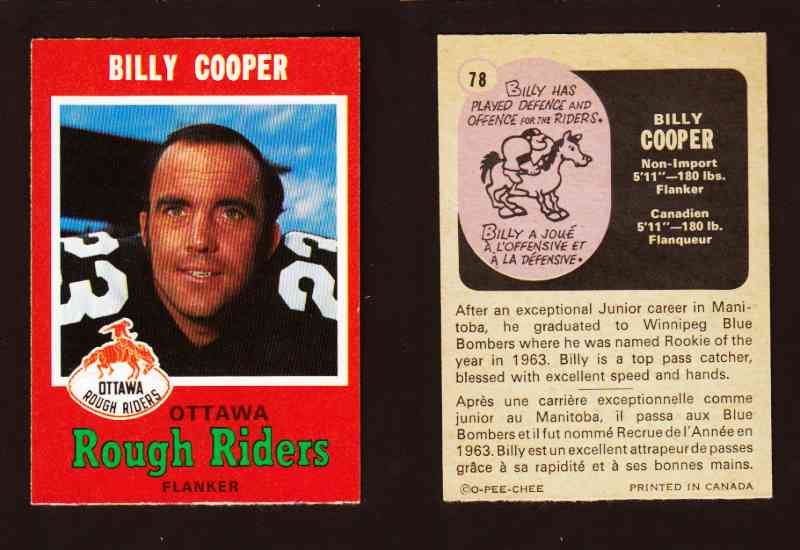 BILLY COOPER
23
23
OTTAWA
ROUGH RIDERS
OTTAWA
Rough Riders
FLANKER
78
BILLY HAS
PLAYED DEFENCE AND
OFFENCE FOR THE RIDERS.
BILLY A JOUÉ
À L'OFFENSIVE ET
À LA DÉFENSIVE.
BILLY
COOPER
Non-Import
5'11"—180 lbs.
Flanker
Canadien
5'11"—180 lb.
Flanqueur
After an exceptional Junior career in Mani-
toba, he graduated to Winnipeg Blue
Bombers where he was named Rookie of the
year in 1963. Billy is a top pass catcher,
blessed with excellent speed and hands.
Après une carrière exceptionnelle comme
junior au Manitoba, il passa aux Blue
Bombers et il fut nommé Recrue de l'Année en
1963. Billy est un excellent attrapeur de passes
grâce à sa rapidité et à ses bonnes mains.
©O-PEE-CHEE PRINTED IN CANADA